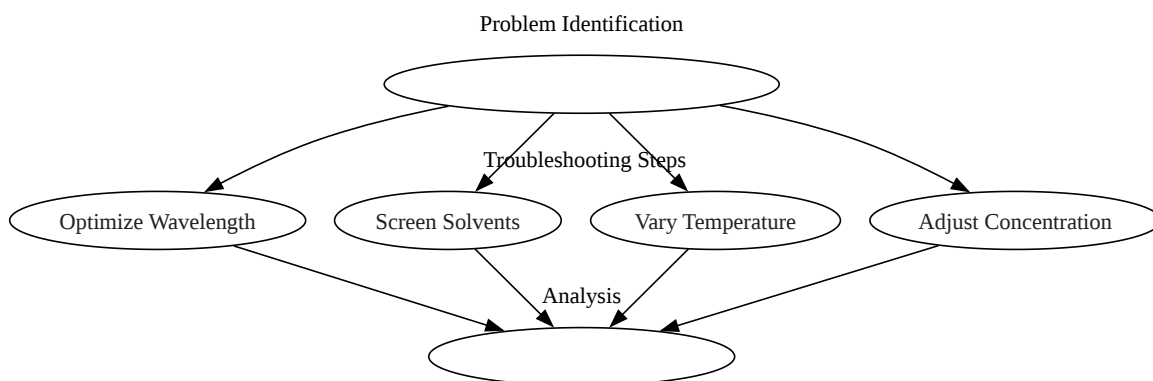 Problem Identification
Troubleshooting Steps
Optimize Wavelength
Screen Solvents
Vary Temperature
Adjust Concentration
Analysis